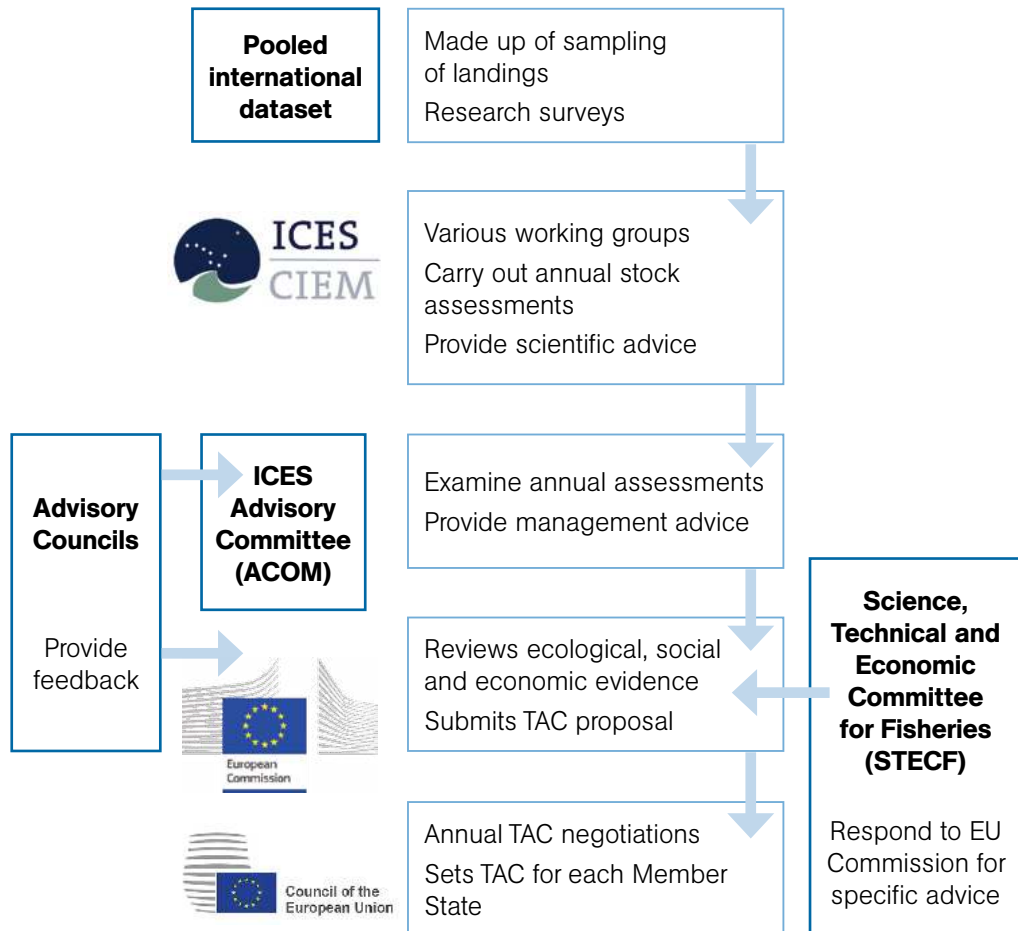 Pooled
international
dataset
Made up of sampling
of landings
Research surveys
ICES
CIEM
Various working groups
Carry out annual stock
assessments
Provide scientific advice
Advisory
Councils
Provide
feedback
ICES
Advisory
Committee
(ACOM)
Examine annual assessments
Provide management advice
European
Commission
Reviews ecological, social
and economic evidence
Submits TAC proposal
Science,
Technical and
Economic
Committee
for Fisheries
(STECF)
Respond to EU
Commission for
specific advice
Council of the
European Union
Annual TAC negotiations
Sets TAC for each Member
State